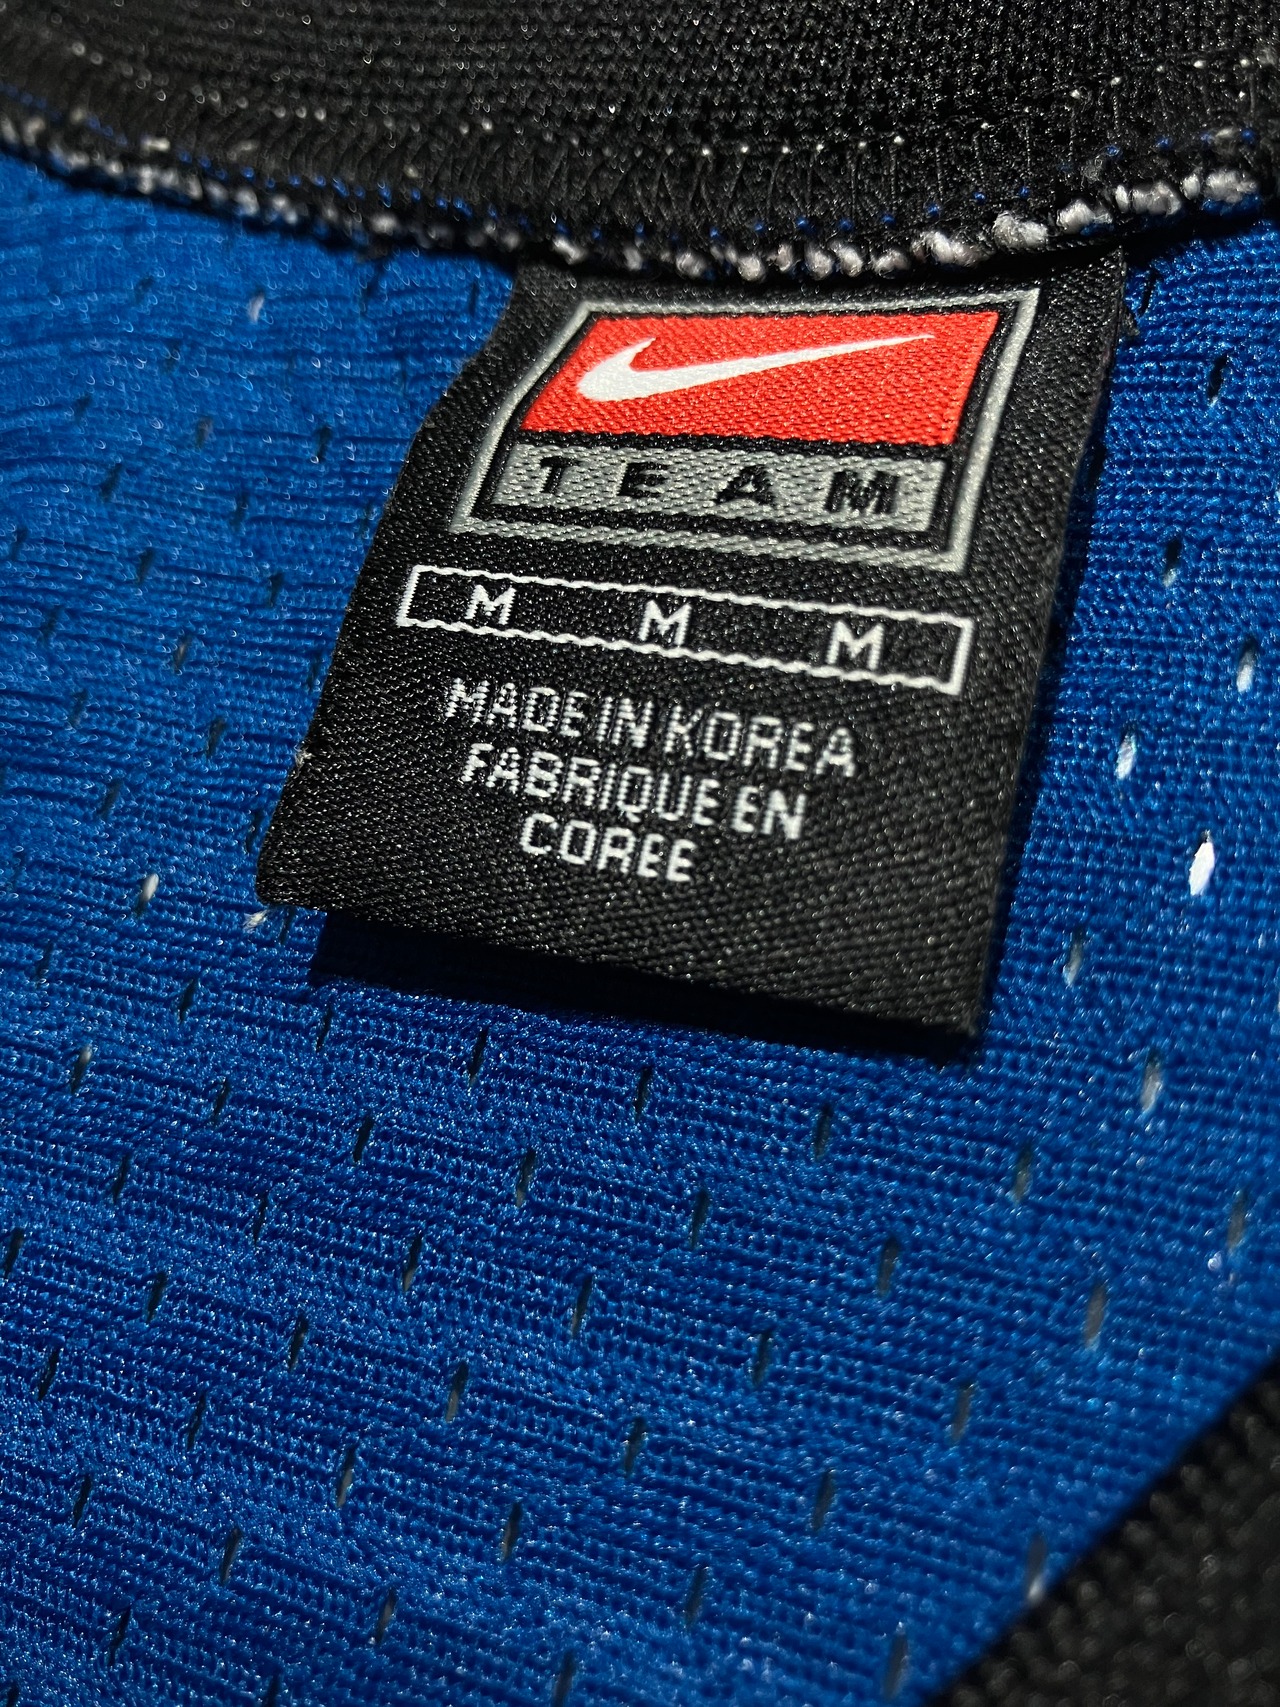 TEAM
M M M
MADE IN KOREA
FABRIQUE EN
COREE